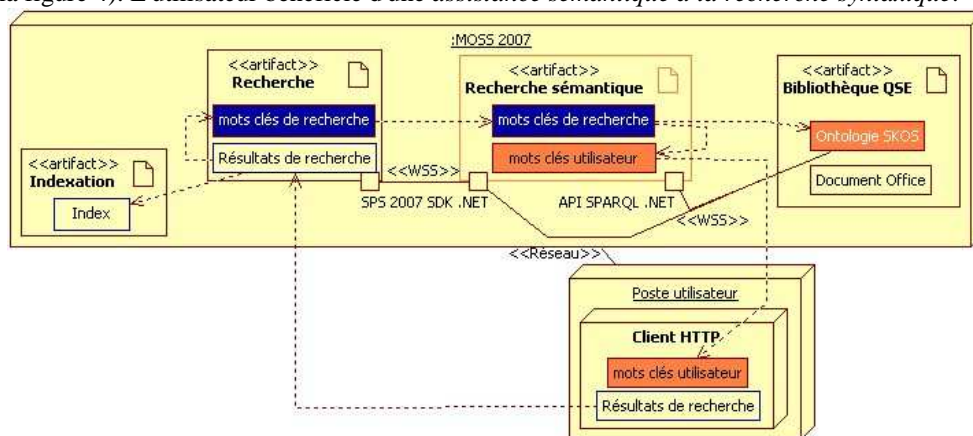 la figure 4). L'utilisateur bénéficie d'une assistance sémantique à la recherche syntaxique.
:MOSS 2007
<<artifact>>
Recherche
mots clés de recherche
Résultats de recherche
<<artifact>>
Recherche sémantique
mots clés de recherche
mots clés utilisateur
<<artifact>>
Bibliothèque QSE
Ontologie SKOS
Document Office
<<artifact>>
Indexation
Index
<<WSS>>
SPS 2007 SDK .NET
API SPARQL .NET
<<WSS>>
<<Réseau>>
Poste utilisateur
Client HTTP
mots clés utilisateur
Résultats de recherche